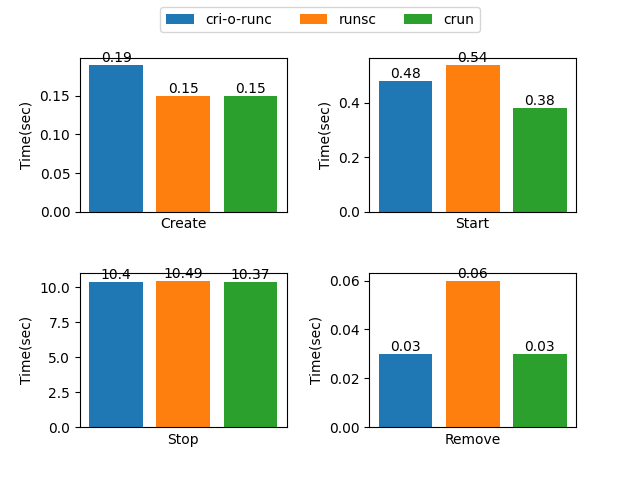 cri-o-runc runsc crun
0.19 0.15 0.15
Time(sec)
0.15
0.10
0.05
0.00
Create
0.48 0.54 0.38
Time(sec)
0.4
0.2
0.0
Start
10.4 10.49 10.37
Time(sec)
10.0
7.5
5.0
2.5
0.0
Stop
0.03 0.06 0.03
Time(sec)
0.06
0.04
0.02
0.00
Remove